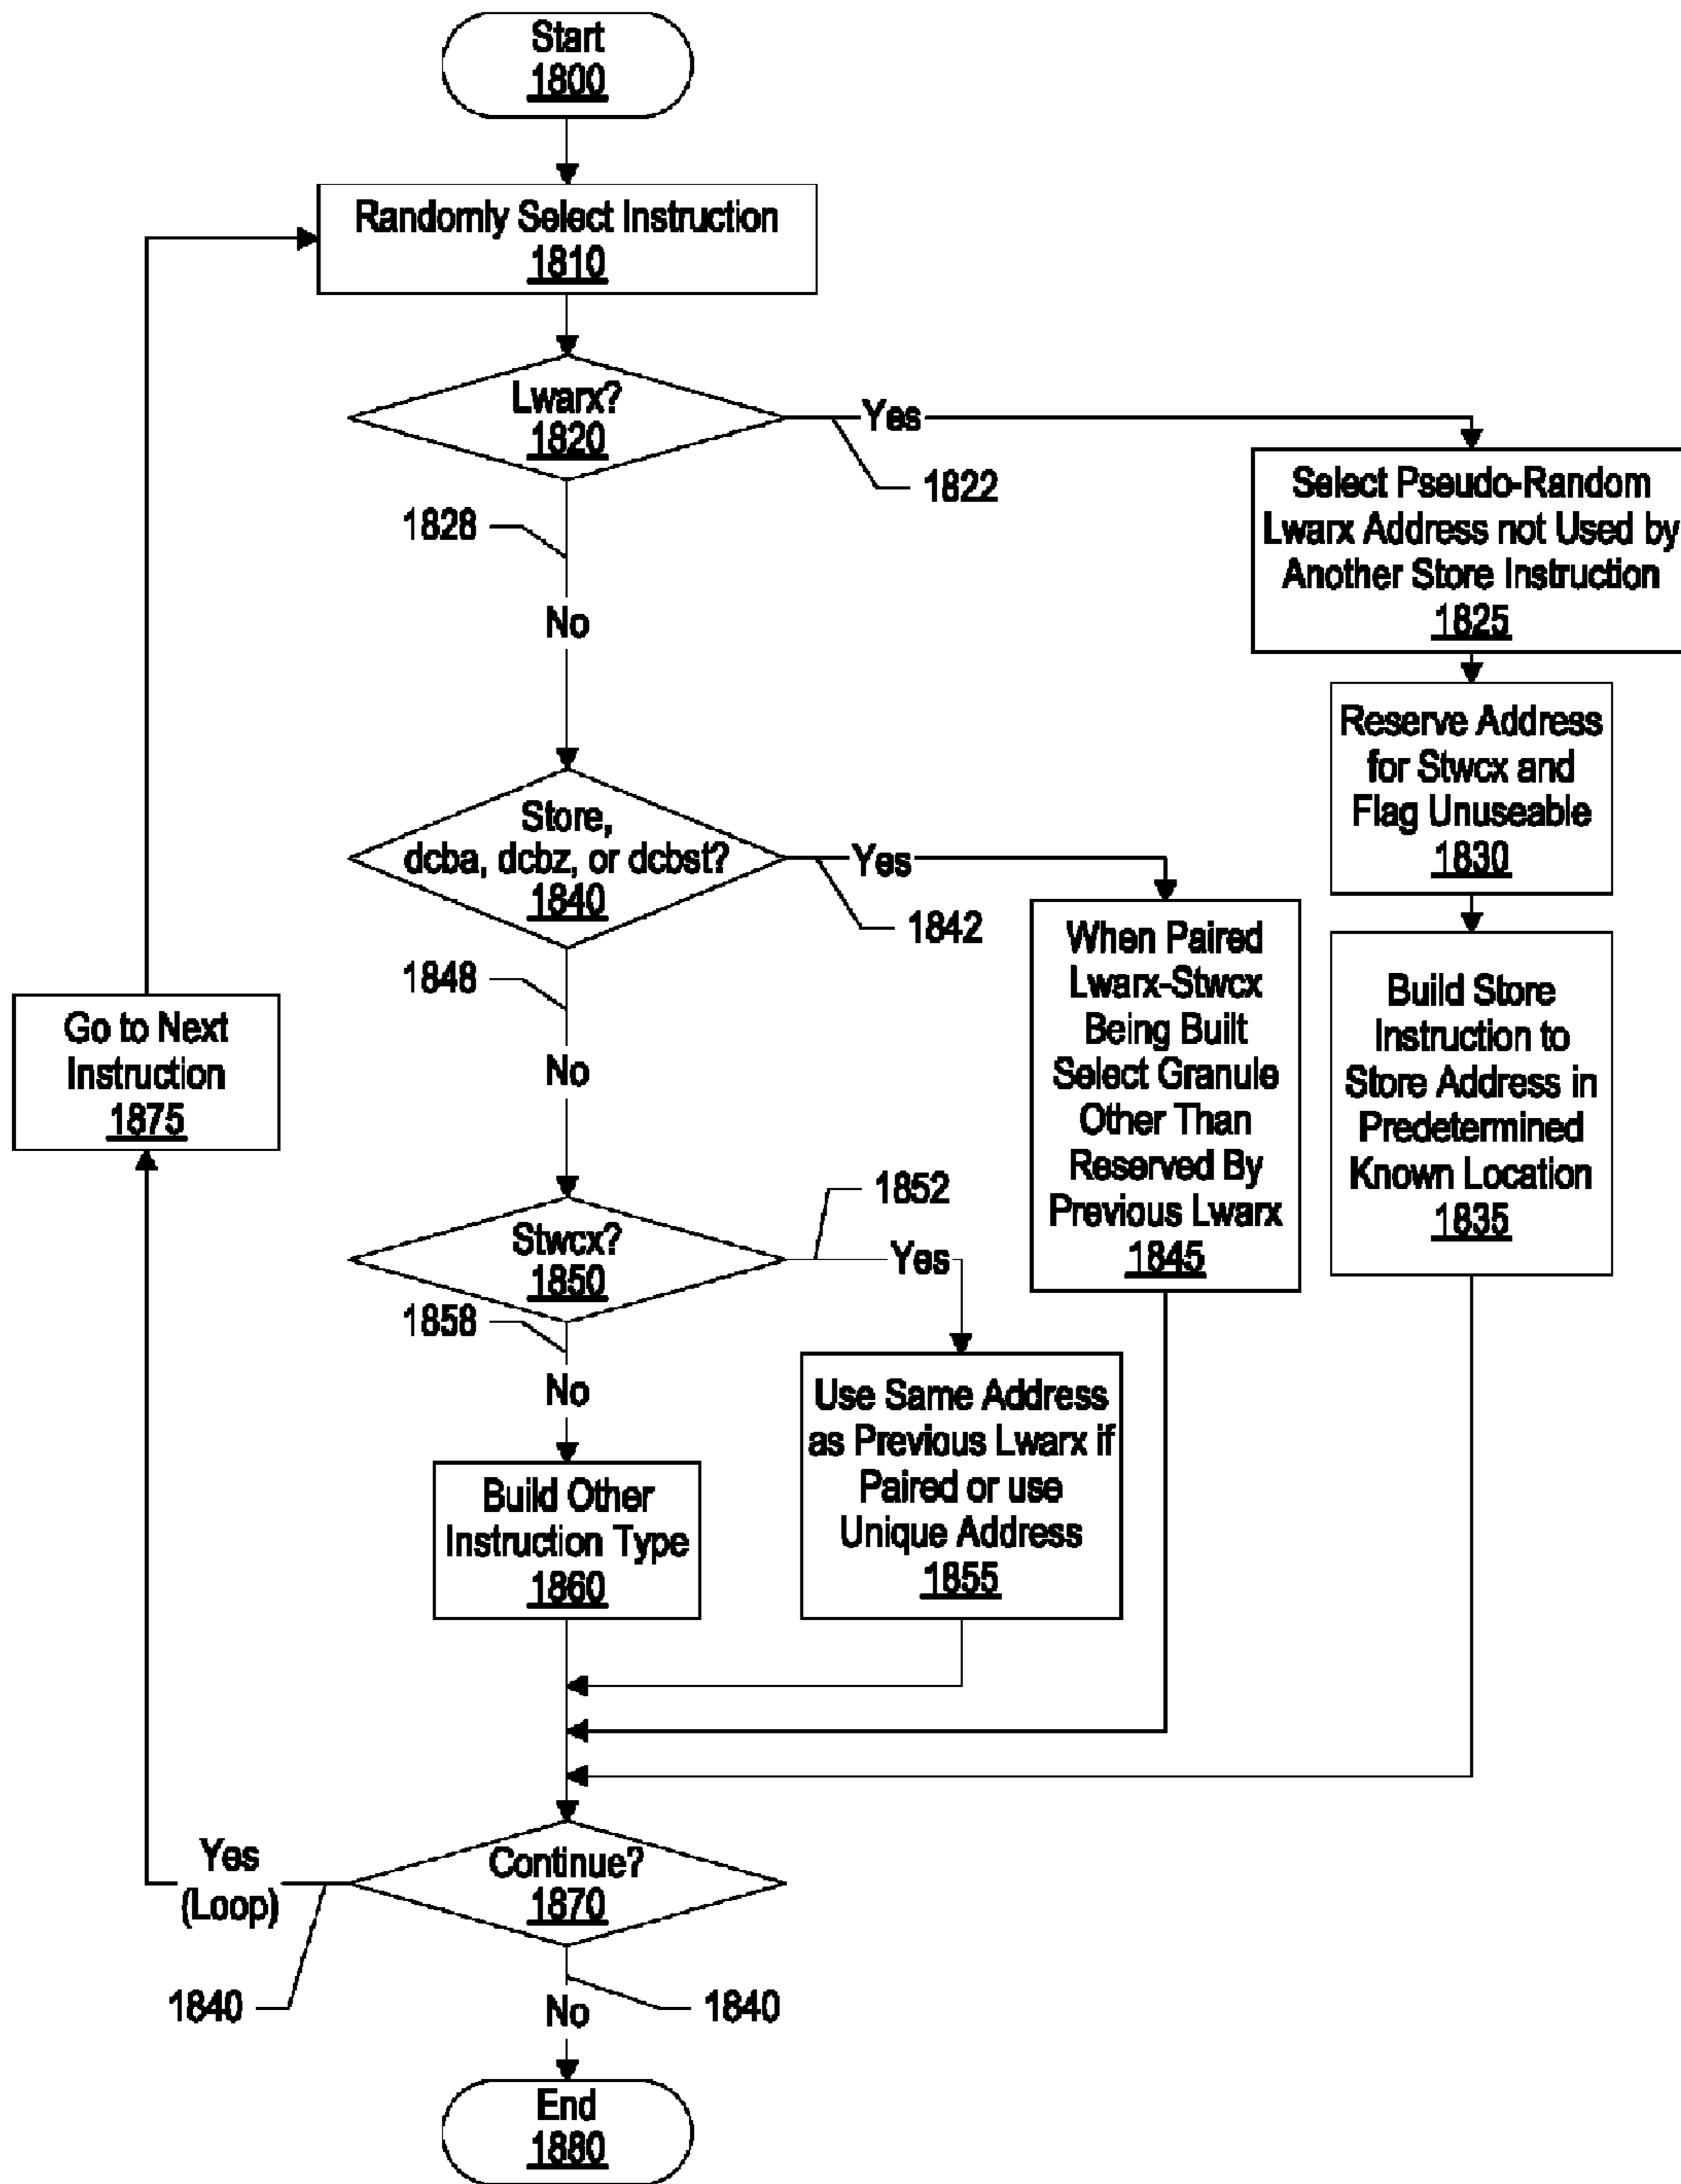 Start
1800
Randomly Select Instruction
1810
Lwarx?
1820
Yes
1822
1828
No
Select Pseudo-Random
Lwarx Address not Used by
Another Store Instruction
1825
Reserve Address
for Stwcx and
Flag Unuseable
1830
Build Store
Instruction to
Store Address in
Predetermined
Known Location
1835
Store,
dcba, dcbz, or dcbst?
1840
Yes
1842
1848
No
When Paired
Lwarx-Stwcx
Being Built
Select Granule
Other Than
Reserved By
Previous Lwarx
1845
Go to Next
Instruction
1875
Stwcx?
1850
1852
Yes
1858
No
Use Same Address
as Previous Lwarx if
Paired or use
Unique Address
1855
Build Other
Instruction Type
1860
Continue?
1870
Yes
(Loop)
1840
No
1840
End
1880